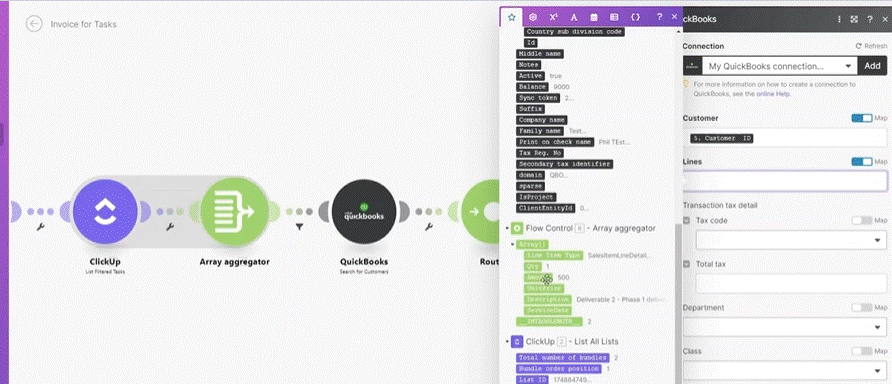 Invoice for Tasks
ClickUp
List Filtered Tasks
Array aggregator
quickbooks
QuickBooks
Search for Customers
Rout
Country sub division code
Id
Middle name
Notes
Active true
Balance 9000
Sync token 2...
Suffix
Company name
Family name Test...
Print on check name Phil TEst...
Tax Reg. No
Secondary tax identifier
domain QBO...
sparse
IsProject
ClientEntityId 0...
Flow Control 6 - Array aggregator
Array[]
Line Item Type SalesItemLineDetail...
Qty 1
500
UnitPrice
Description Deliverable 2 - Phase 1 delive
ServiceDate
__IMTAGGLENGTH__ 2
ClickUp 2 - List All Lists
Total number of bundles 2
Bundle order position 1
List ID 174884749...
ckBooks
Connection
Refresh
My QuickBooks connection...
Add
For more information on how to create a connection to
QuickBooks, see the online Help.
Customer Map
5. Customer ID
Lines Map
Transaction tax detail
Tax code Map
Total tax
Department Map
Class Map